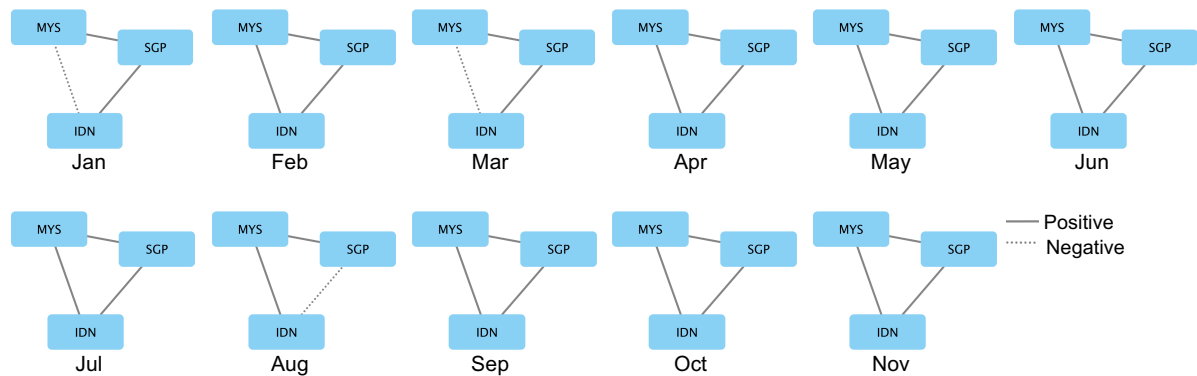 MYS
SGP
IDN
Jan
MYS
SGP
IDN
Feb
MYS
SGP
IDN
Mar
MYS
SGP
IDN
Apr
MYS
SGP
IDN
May
MYS
SGP
IDN
Jun
MYS
SGP
IDN
Jul
MYS
SGP
IDN
Aug
MYS
SGP
IDN
Sep
MYS
SGP
IDN
Oct
MYS
SGP
IDN
Nov
Positive
Negative